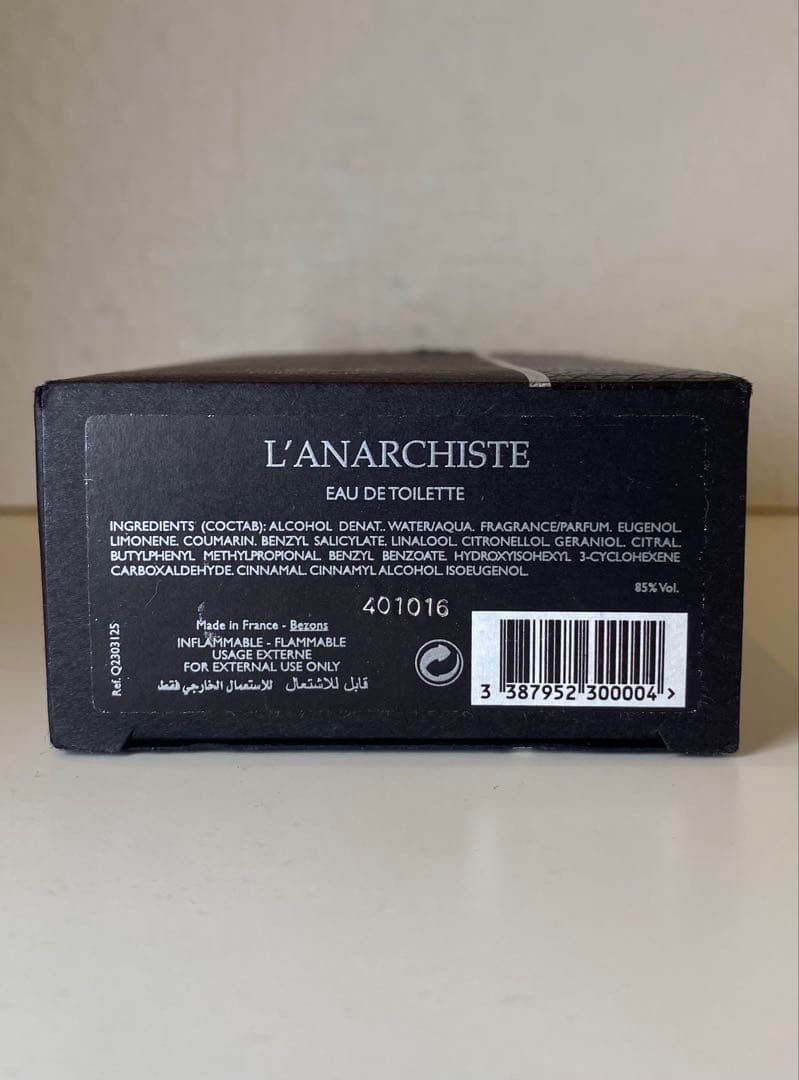 L'ANARCHISTE
EAU DE TOILETTE
INGREDIENTS (COCTAB): ALCOHOL DENAT.. WATER/AQUA. FRAGRANCE/PARFUM. EUGENOL.
LIMONENE. COUMARIN. BENZYL SALICYLATE. LINALOOL. CITRONELLOL. GERANIOL. CITRAL.
BUTYLPHENYL METHYLPROPIONAL. BENZYL BENZOATE. HYDROXYISOHEXYL 3-CYCLOHEXENE
CARBOXALDEHYDE. CINNAMAL. CINNAMYL ALCOHOL. ISOEUGENOL.
85% Vol.
401016
Made in France - Bezons
INFLAMMABLE - FLAMMABLE
USAGE EXTERNE
FOR EXTERNAL USE ONLY
قابل للاشتعال للاستعمال الخارجي فقط
Ref. Q2303125
3 387952 300004 >